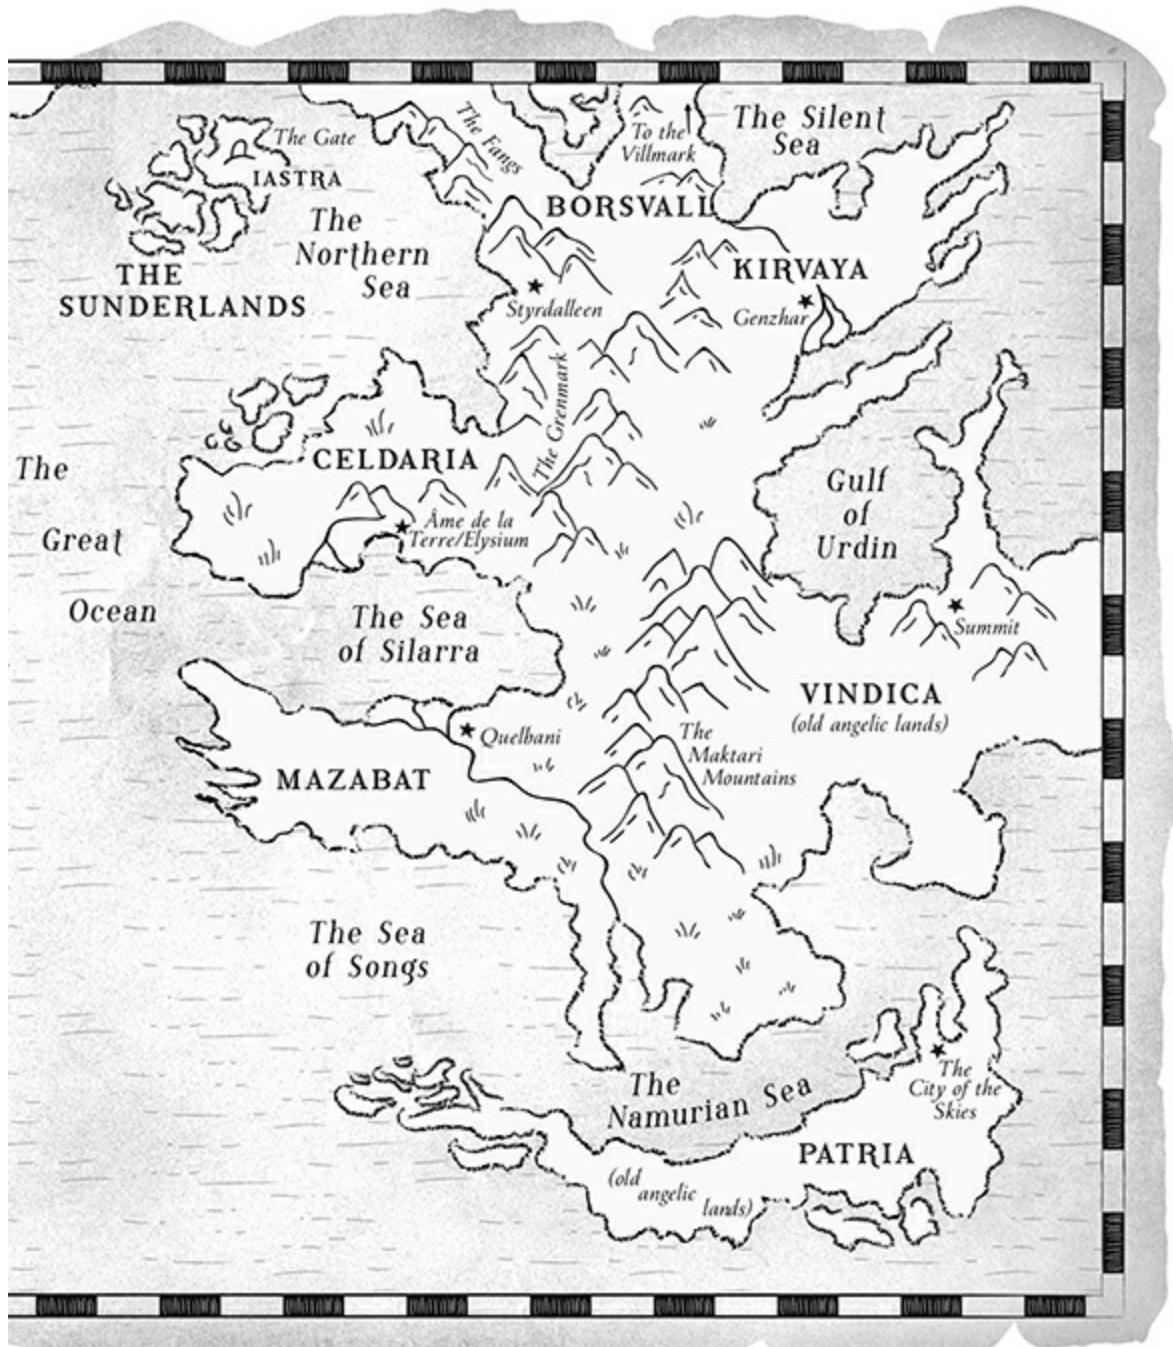 The Gate
IASTRA
THE
SUNDERLANDS
The
Northern
Sea
The Fangs
To the
Villmark
The Silent
Sea
BORSVALL
KIRVAYA
Genzhar
Styrdalleen
The Grenmark
CELDARIA
Âme de la
Terre/Elysium
The
Great
Ocean
Gulf
of
Urdin
The Sea
of Silarra
Summit
VINDICA
(old angelic lands)
Quelbani
MAZABAT
The
Maktari
Mountains
The Sea
of Songs
The
Namurian Sea
The
City of the
Skies
PATRIA
(old
angelic
lands)